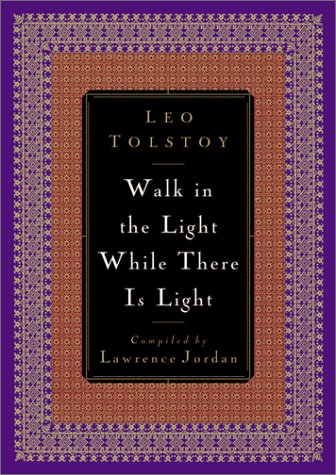 LEO
TOLSTOY
Walk in
the Light
While There
Is Light
Compiled by
Lawrence Jordan